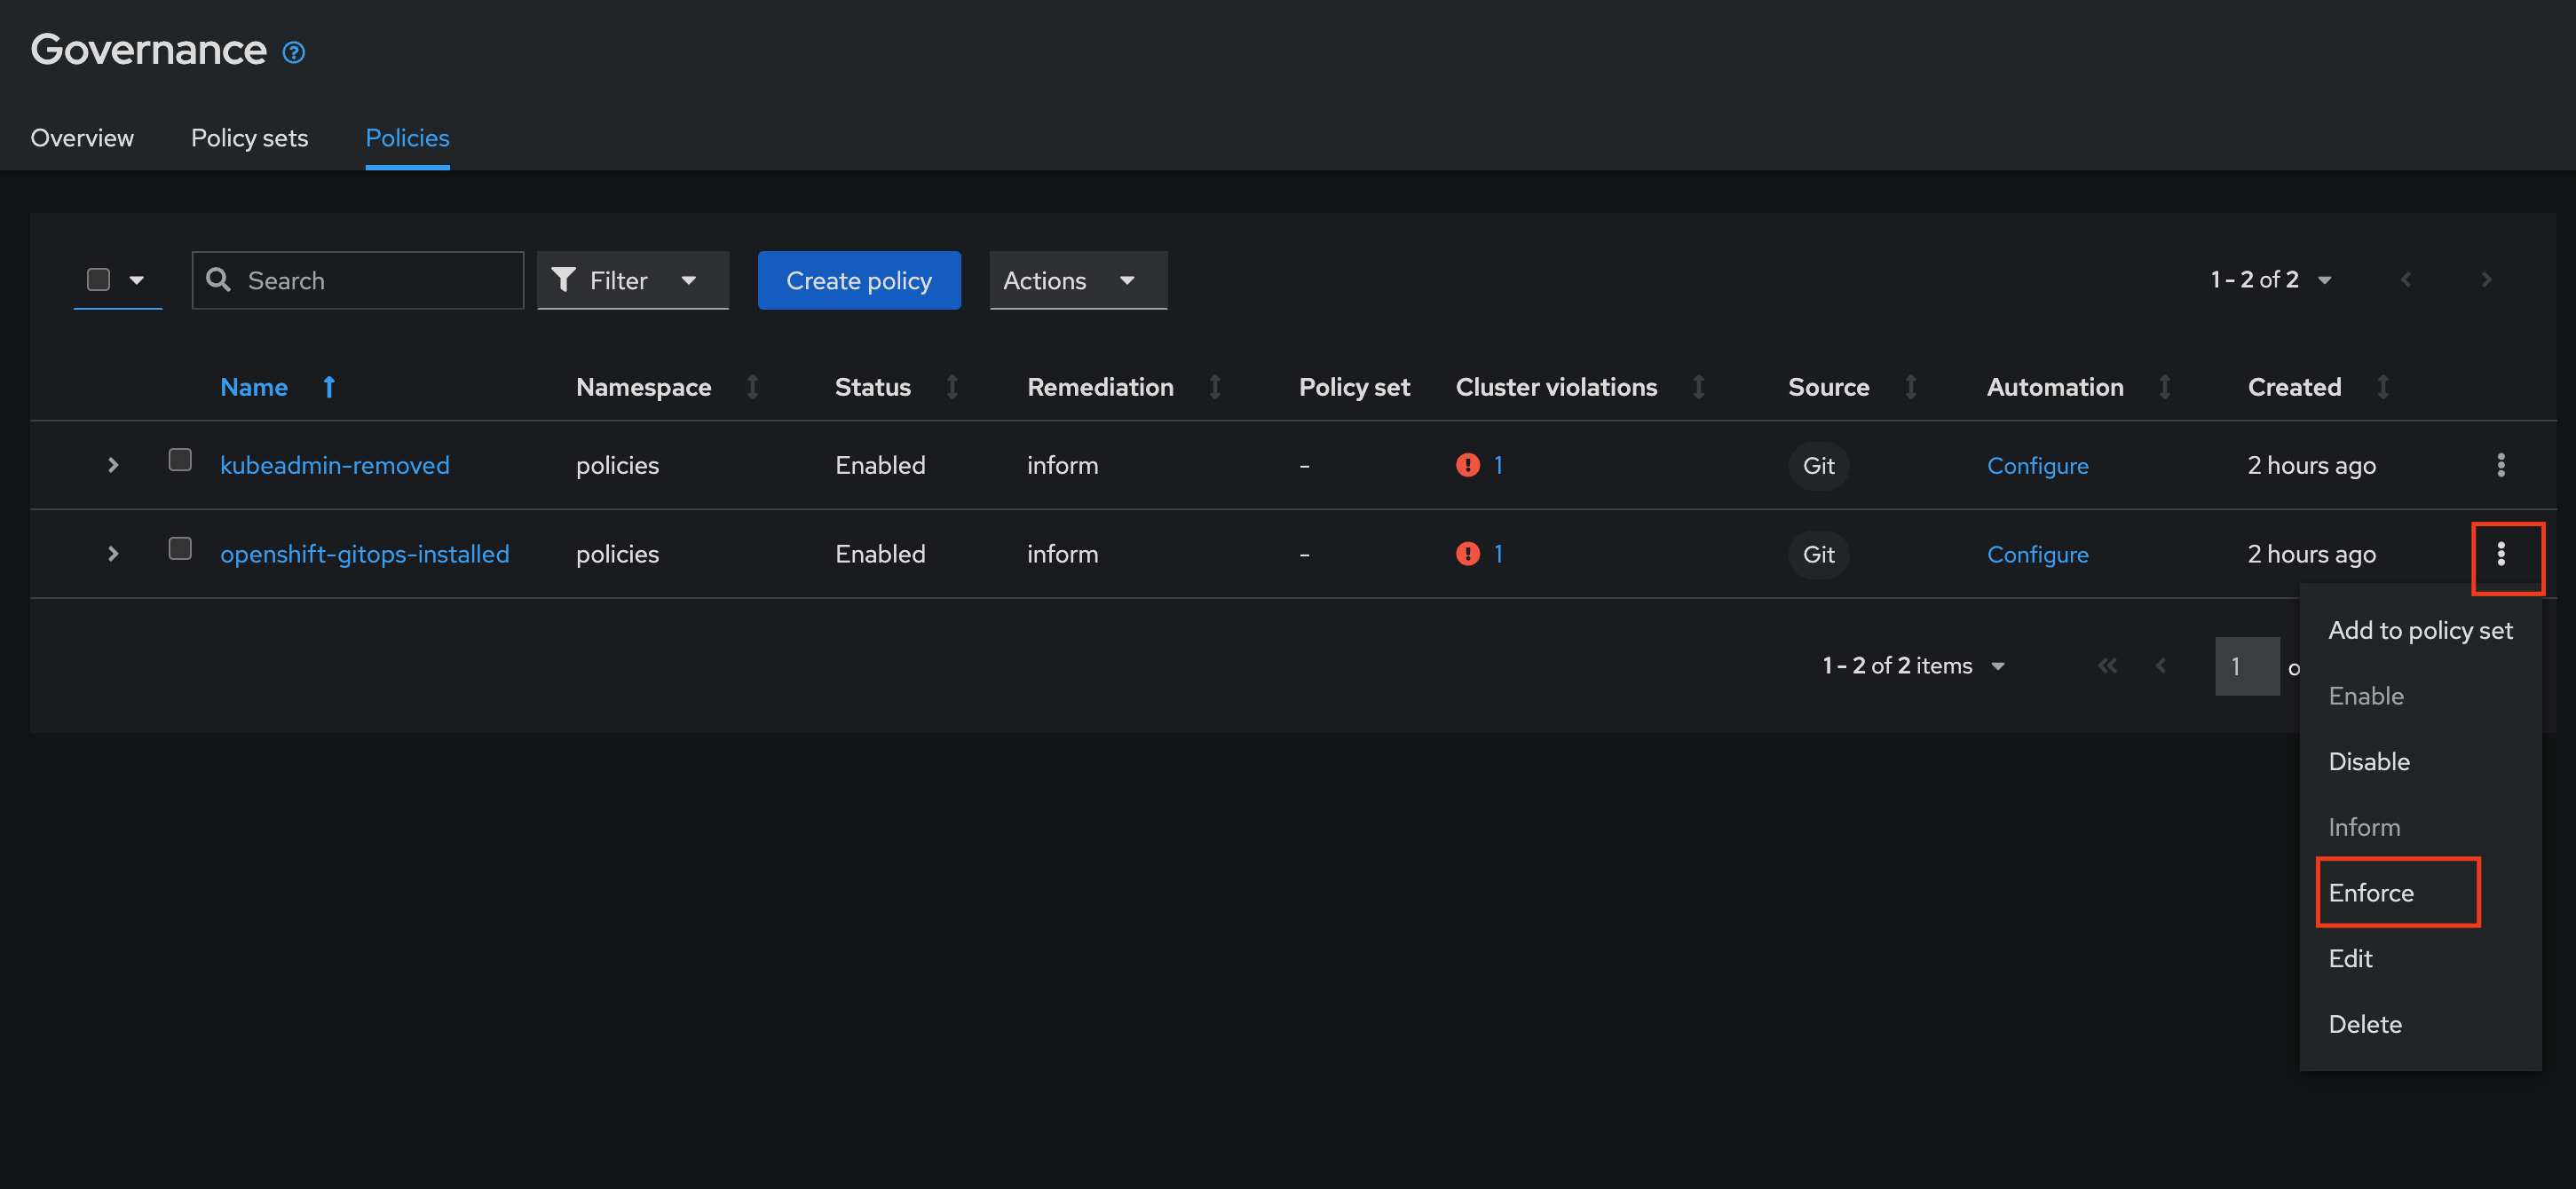 Governance
Overview Policy sets Policies
Search Filter Create policy Actions 1 - 2 of 2
Name Namespace Status Remediation Policy set Cluster violations Source Automation Created
kubeadmin-removed policies Enabled inform - 1 Git Configure 2 hours ago
openshift-gitops-installed policies Enabled inform - 1 Git Configure 2 hours ago
1 - 2 of 2 items 1 o
Add to policy set
Enable
Disable
Inform
Enforce
Edit
Delete